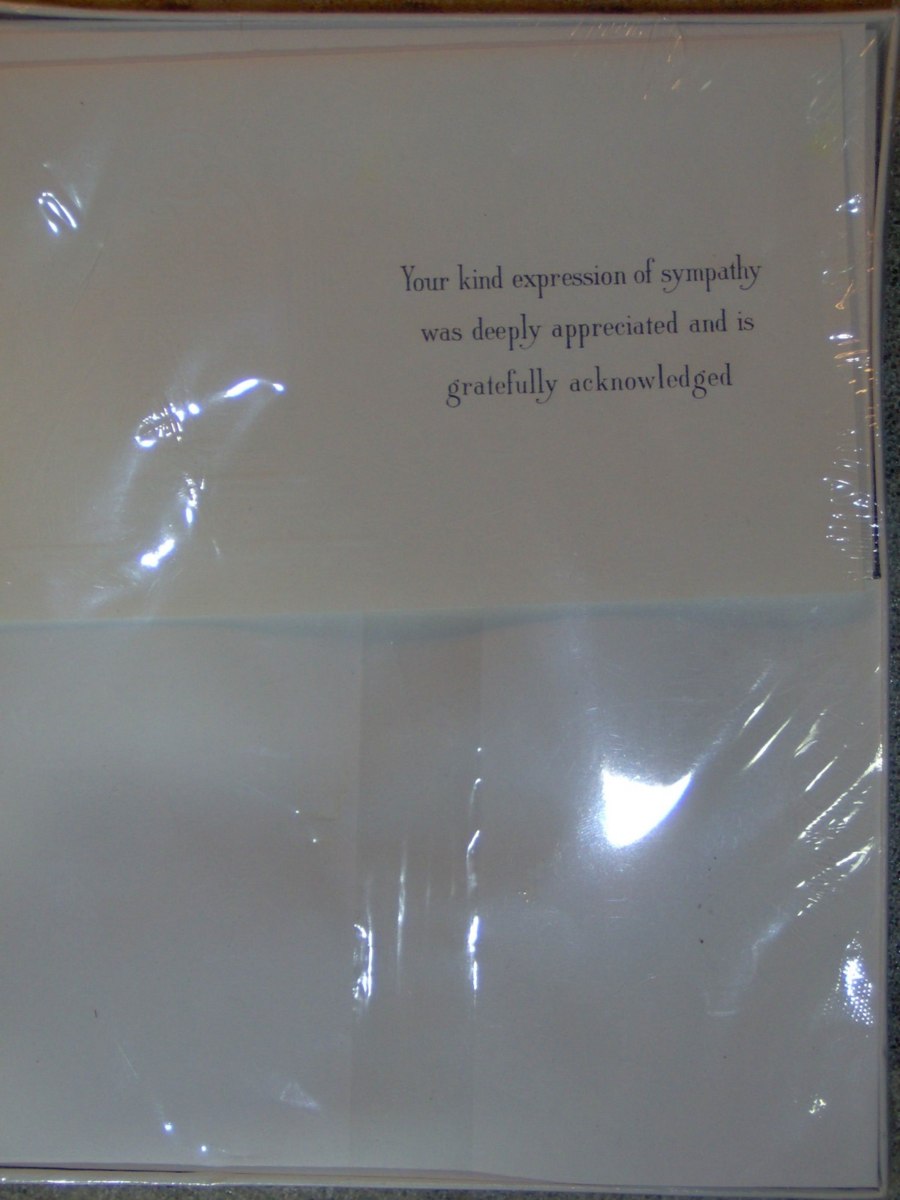 Your kind expression of sympathy
was deeply appreciated and is
gratefully acknowledged